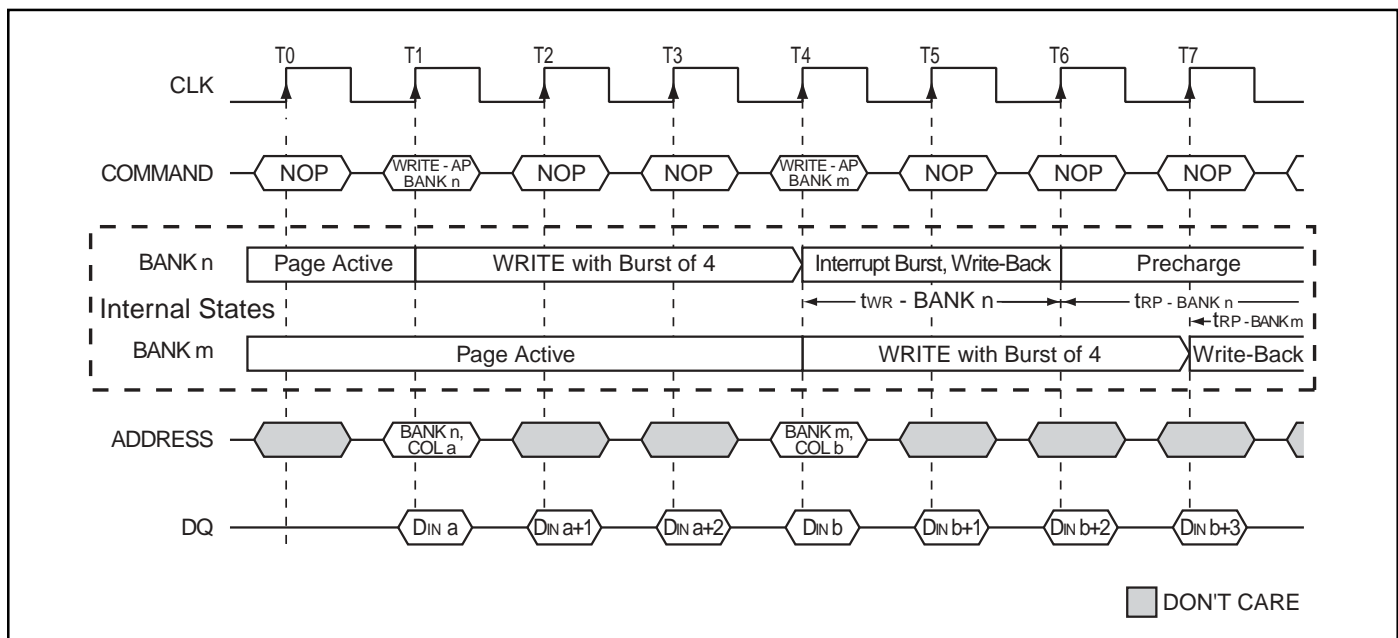 T0 T1 T2 T3 T4 T5 T6 T7
CLK
COMMAND NOP WRITE - AP BANK n NOP NOP WRITE - AP BANK m NOP NOP NOP
BANK n Page Active WRITE with Burst of 4 Interrupt Burst, Write-Back Precharge
Internal States tWR - BANK n tRP - BANK n
tRP - BANK m
BANK m Page Active WRITE with Burst of 4 Write-Back
ADDRESS BANK n, COL a BANK m, COL b
DQ DIN a DIN a+1 DIN a+2 DIN b DIN b+1 DIN b+2 DIN b+3
DON'T CARE